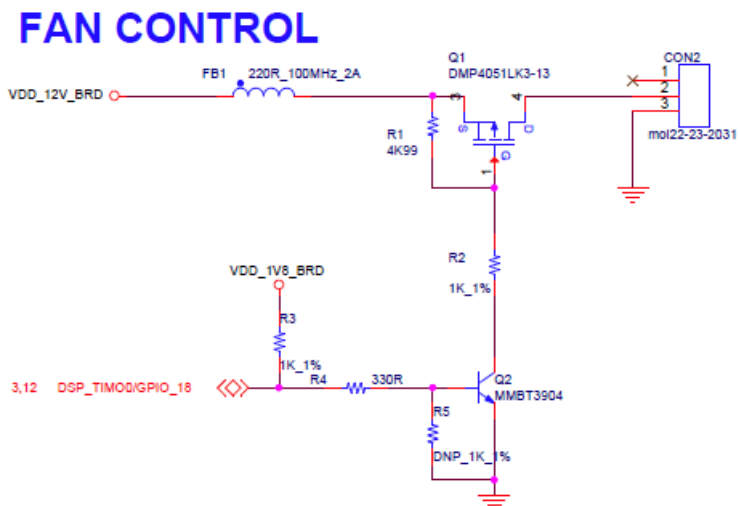 FAN CONTROL
Q1
CON2
FB1 220R_100MHz_2A
DMP4051LK3-13
VDD_12V_BRD
3
4
1
2
3
S
D
G
R1
4K99
mol22-23-2031
1
R2
VDD_1V8_BRD
1K_1%
R3
1K_1%
Q2
3,12 DSP_TIMO0/GPIO_18
R4
330R
MMBT3904
R5
DNP_1K_1%